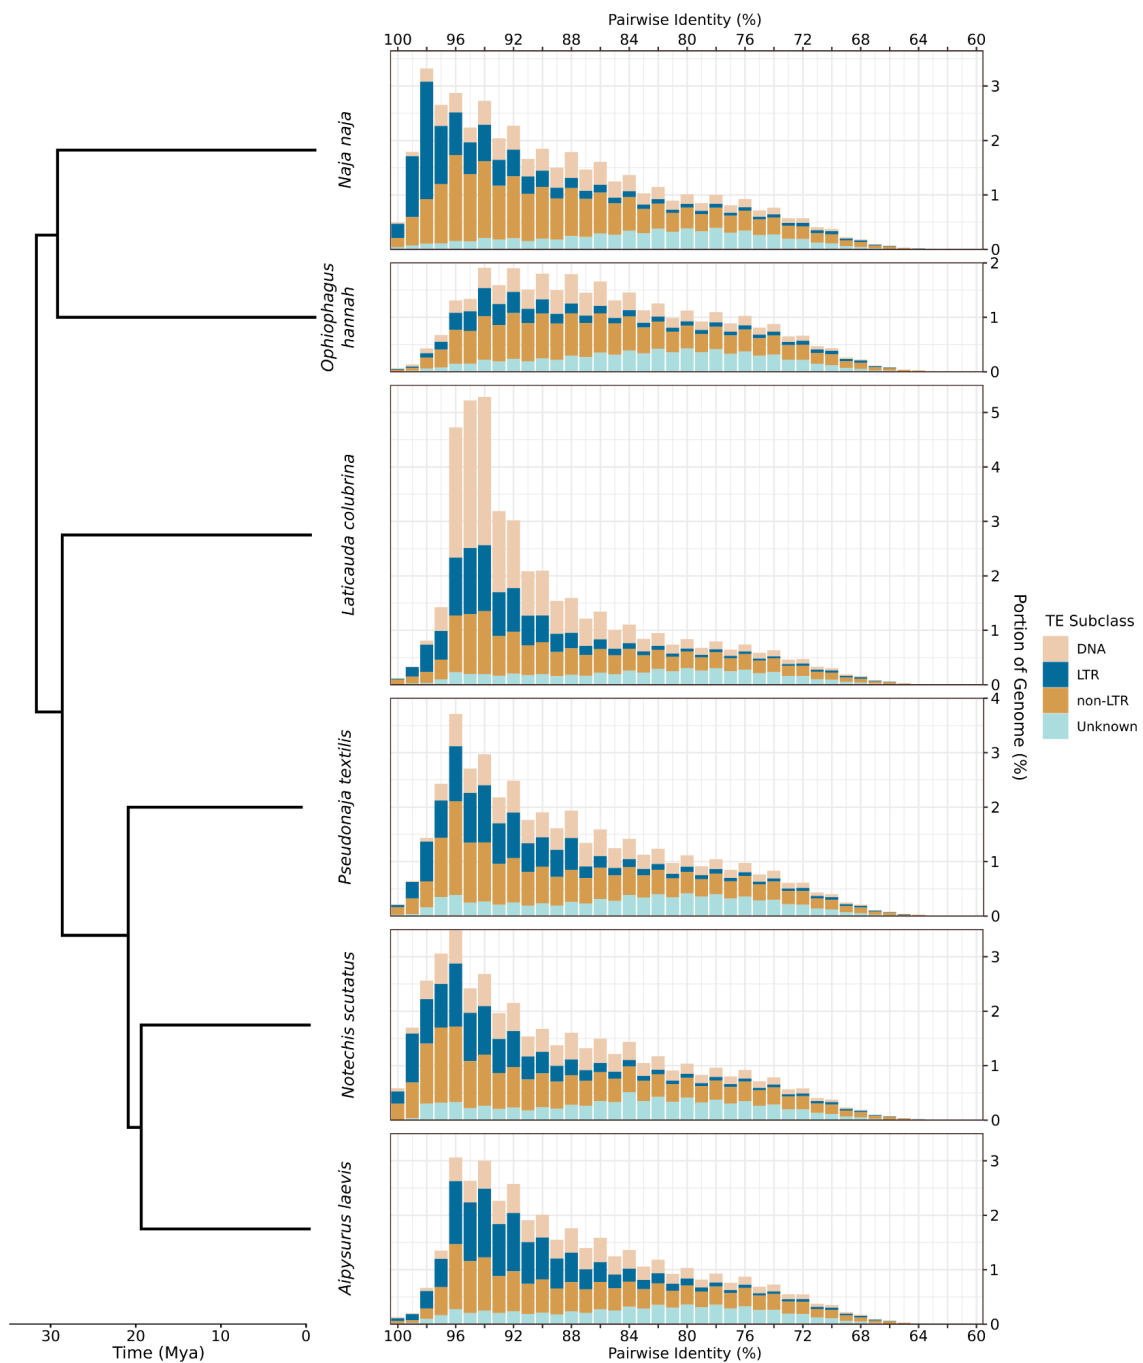 Pairwise Identity (%)
100 96 92 88 84 80 76 72 68 64 60
Naja naja
3
2
1
0
Ophiophagus
hannah
2
1
0
Laticauda colubrina
5
4
3
2
1
0
Portion of Genome (%)
TE Subclass
DNA
LTR
non-LTR
Unknown
Pseudonaja textilis
4
3
2
1
0
Notechis scutatus
3
2
1
0
Aipysurus laevis
3
2
1
0
30 20 10 0
Time (Mya)
100 96 92 88 84 80 76 72 68 64 60
Pairwise Identity (%)